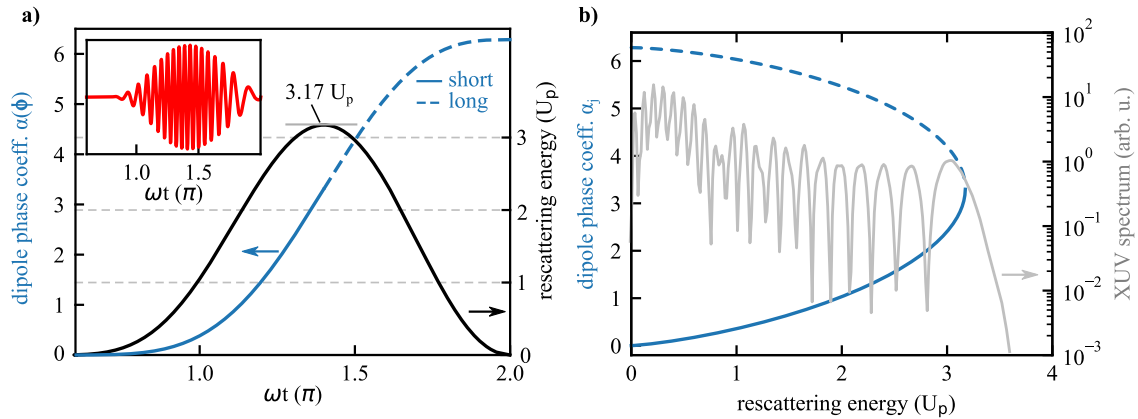 a)
dipole phase coeff. α(ϕ)
6
5
4
3
2
1
0
1.0
1.5
ωt (π)
3.17 Uₚ
short
long
1.0
1.5
2.0
ωt (π)
3
2
1
0
rescattering energy (Uₚ)
b)
dipole phase coeff. αⱼ
6
5
4
3
2
1
0
0
1
2
3
4
rescattering energy (Uₚ)
10²
10¹
10⁰
10⁻¹
10⁻²
10⁻³
XUV spectrum (arb. u.)